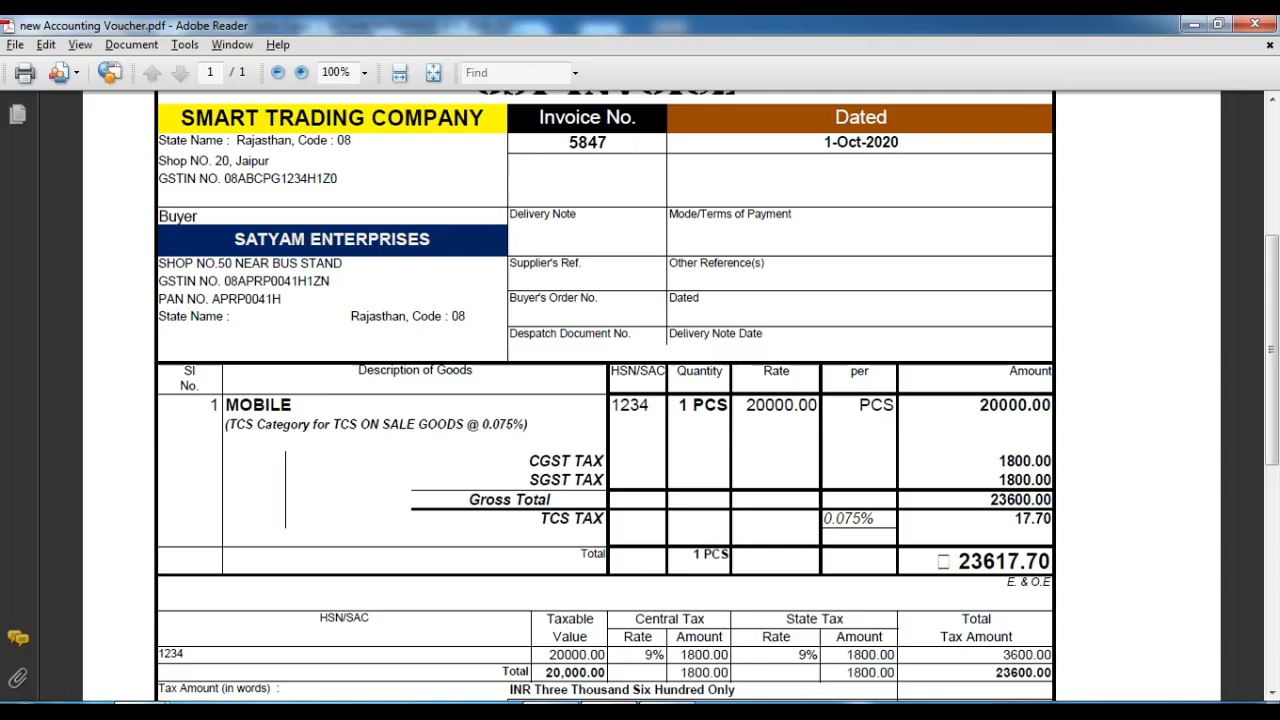 new Accounting Voucher.pdf - Adobe Reader
File Edit View Document Tools Window Help
1 / 1 100% Find
GST INVOICE
SMART TRADING COMPANY Invoice No. Dated
State Name : Rajasthan, Code : 08 5847 1-Oct-2020
Shop NO. 20, Jaipur
GSTIN NO. 08ABCPG1234H1Z0
Buyer Delivery Note Mode/Terms of Payment
SATYAM ENTERPRISES
SHOP NO.50 NEAR BUS STAND Supplier's Ref. Other Reference(s)
GSTIN NO. 08APRP0041H1ZN
PAN NO. APRP0041H Buyer's Order No. Dated
State Name : Rajasthan, Code : 08
Despatch Document No. Delivery Note Date
Sl Description of Goods HSN/SAC Quantity Rate per Amount
No.
1 MOBILE 1234 1 PCS 20000.00 PCS 20000.00
(TCS Category for TCS ON SALE GOODS @ 0.075%)
CGST TAX 1800.00
SGST TAX 1800.00
Gross Total 23600.00
TCS TAX 0.075% 17.70
Total 1 PCS 23617.70
E. & O.E
HSN/SAC Taxable Central Tax State Tax Total
Value Rate Amount Rate Amount Tax Amount
1234 20000.00 9% 1800.00 9% 1800.00 3600.00
Total 20,000.00 1800.00 1800.00 23600.00
Tax Amount (in words) : INR Three Thousand Six Hundred Only